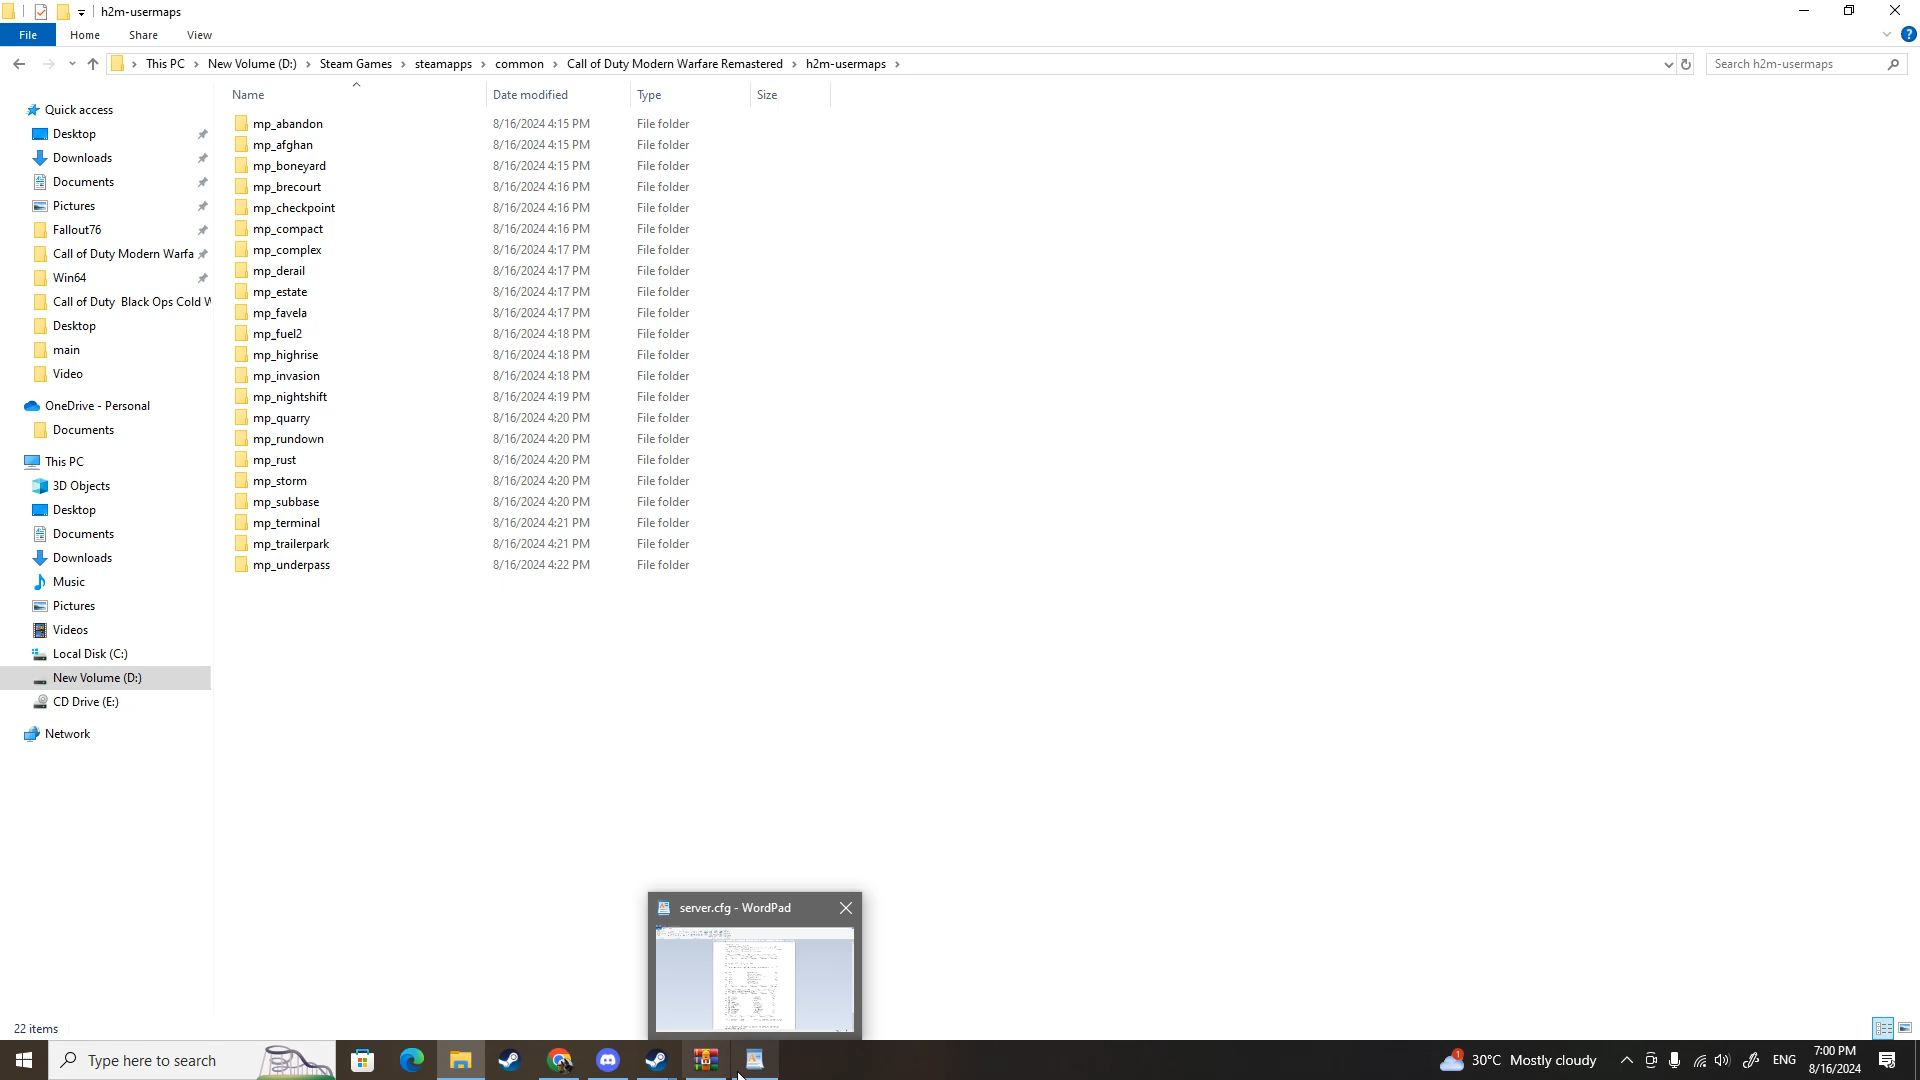 h2m-usermaps
File Home Share View
This PC New Volume (D:) Steam Games steamapps common Call of Duty Modern Warfare Remastered h2m-usermaps
Search h2m-usermaps
Name Date modified Type Size
mp_abandon 8/16/2024 4:15 PM File folder
mp_afghan 8/16/2024 4:15 PM File folder
mp_boneyard 8/16/2024 4:15 PM File folder
mp_brecourt 8/16/2024 4:16 PM File folder
mp_checkpoint 8/16/2024 4:16 PM File folder
mp_compact 8/16/2024 4:16 PM File folder
mp_complex 8/16/2024 4:17 PM File folder
mp_derail 8/16/2024 4:17 PM File folder
mp_estate 8/16/2024 4:17 PM File folder
mp_favela 8/16/2024 4:17 PM File folder
mp_fuel2 8/16/2024 4:18 PM File folder
mp_highrise 8/16/2024 4:18 PM File folder
mp_invasion 8/16/2024 4:18 PM File folder
mp_nightshift 8/16/2024 4:19 PM File folder
mp_quarry 8/16/2024 4:20 PM File folder
mp_rundown 8/16/2024 4:20 PM File folder
mp_rust 8/16/2024 4:20 PM File folder
mp_storm 8/16/2024 4:20 PM File folder
mp_subbase 8/16/2024 4:20 PM File folder
mp_terminal 8/16/2024 4:21 PM File folder
mp_trailerpark 8/16/2024 4:21 PM File folder
mp_underpass 8/16/2024 4:22 PM File folder
Quick access
Desktop
Downloads
Documents
Pictures
Fallout76
Call of Duty Modern Warfa
Win64
Call of Duty Black Ops Cold W
Desktop
main
Video
OneDrive - Personal
Documents
This PC
3D Objects
Desktop
Documents
Downloads
Music
Pictures
Videos
Local Disk (C:)
New Volume (D:)
CD Drive (E:)
Network
22 items
server.cfg - WordPad
Type here to search
1
30°C Mostly cloudy
ENG
7:00 PM
8/16/2024